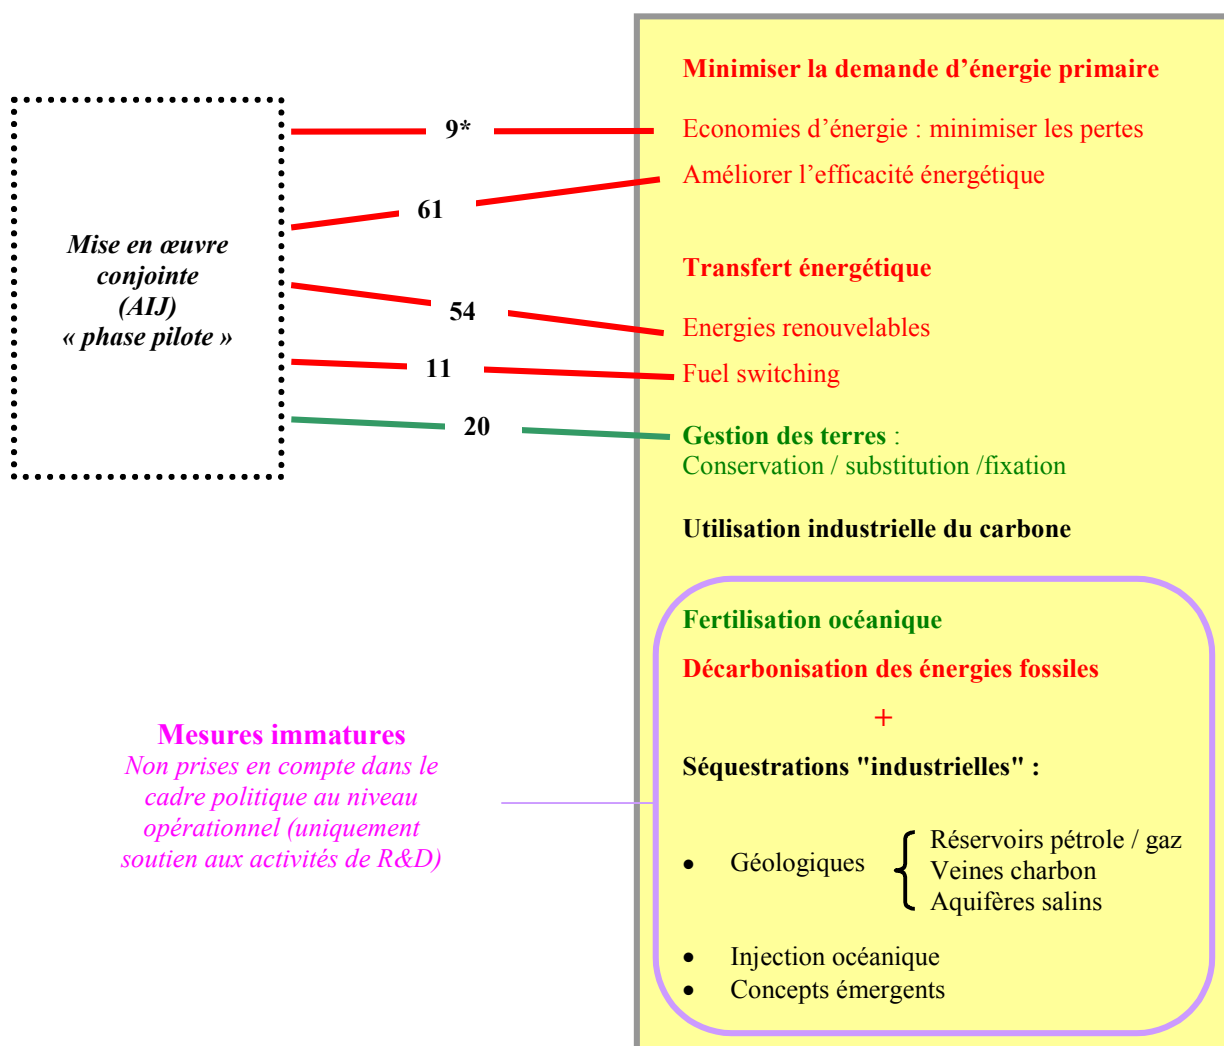 Minimiser la demande d’énergie primaire
9*
Economies d’énergie : minimiser les pertes
Améliorer l’efficacité énergétique
61
Mise en œuvre
conjointe
(AIJ)
« phase pilote »
Transfert énergétique
54
Energies renouvelables
11
Fuel switching
20
Gestion des terres :
Conservation / substitution /fixation
Utilisation industrielle du carbone
Fertilisation océanique
Décarbonisation des énergies fossiles
+
Mesures immatures
Non prises en compte dans le
cadre politique au niveau
opérationnel (uniquement
soutien aux activités de R&D)
Séquestrations "industrielles" :
• Géologiques
Réservoirs pétrole / gaz
Veines charbon
Aquifères salins
• Injection océanique
• Concepts émergents